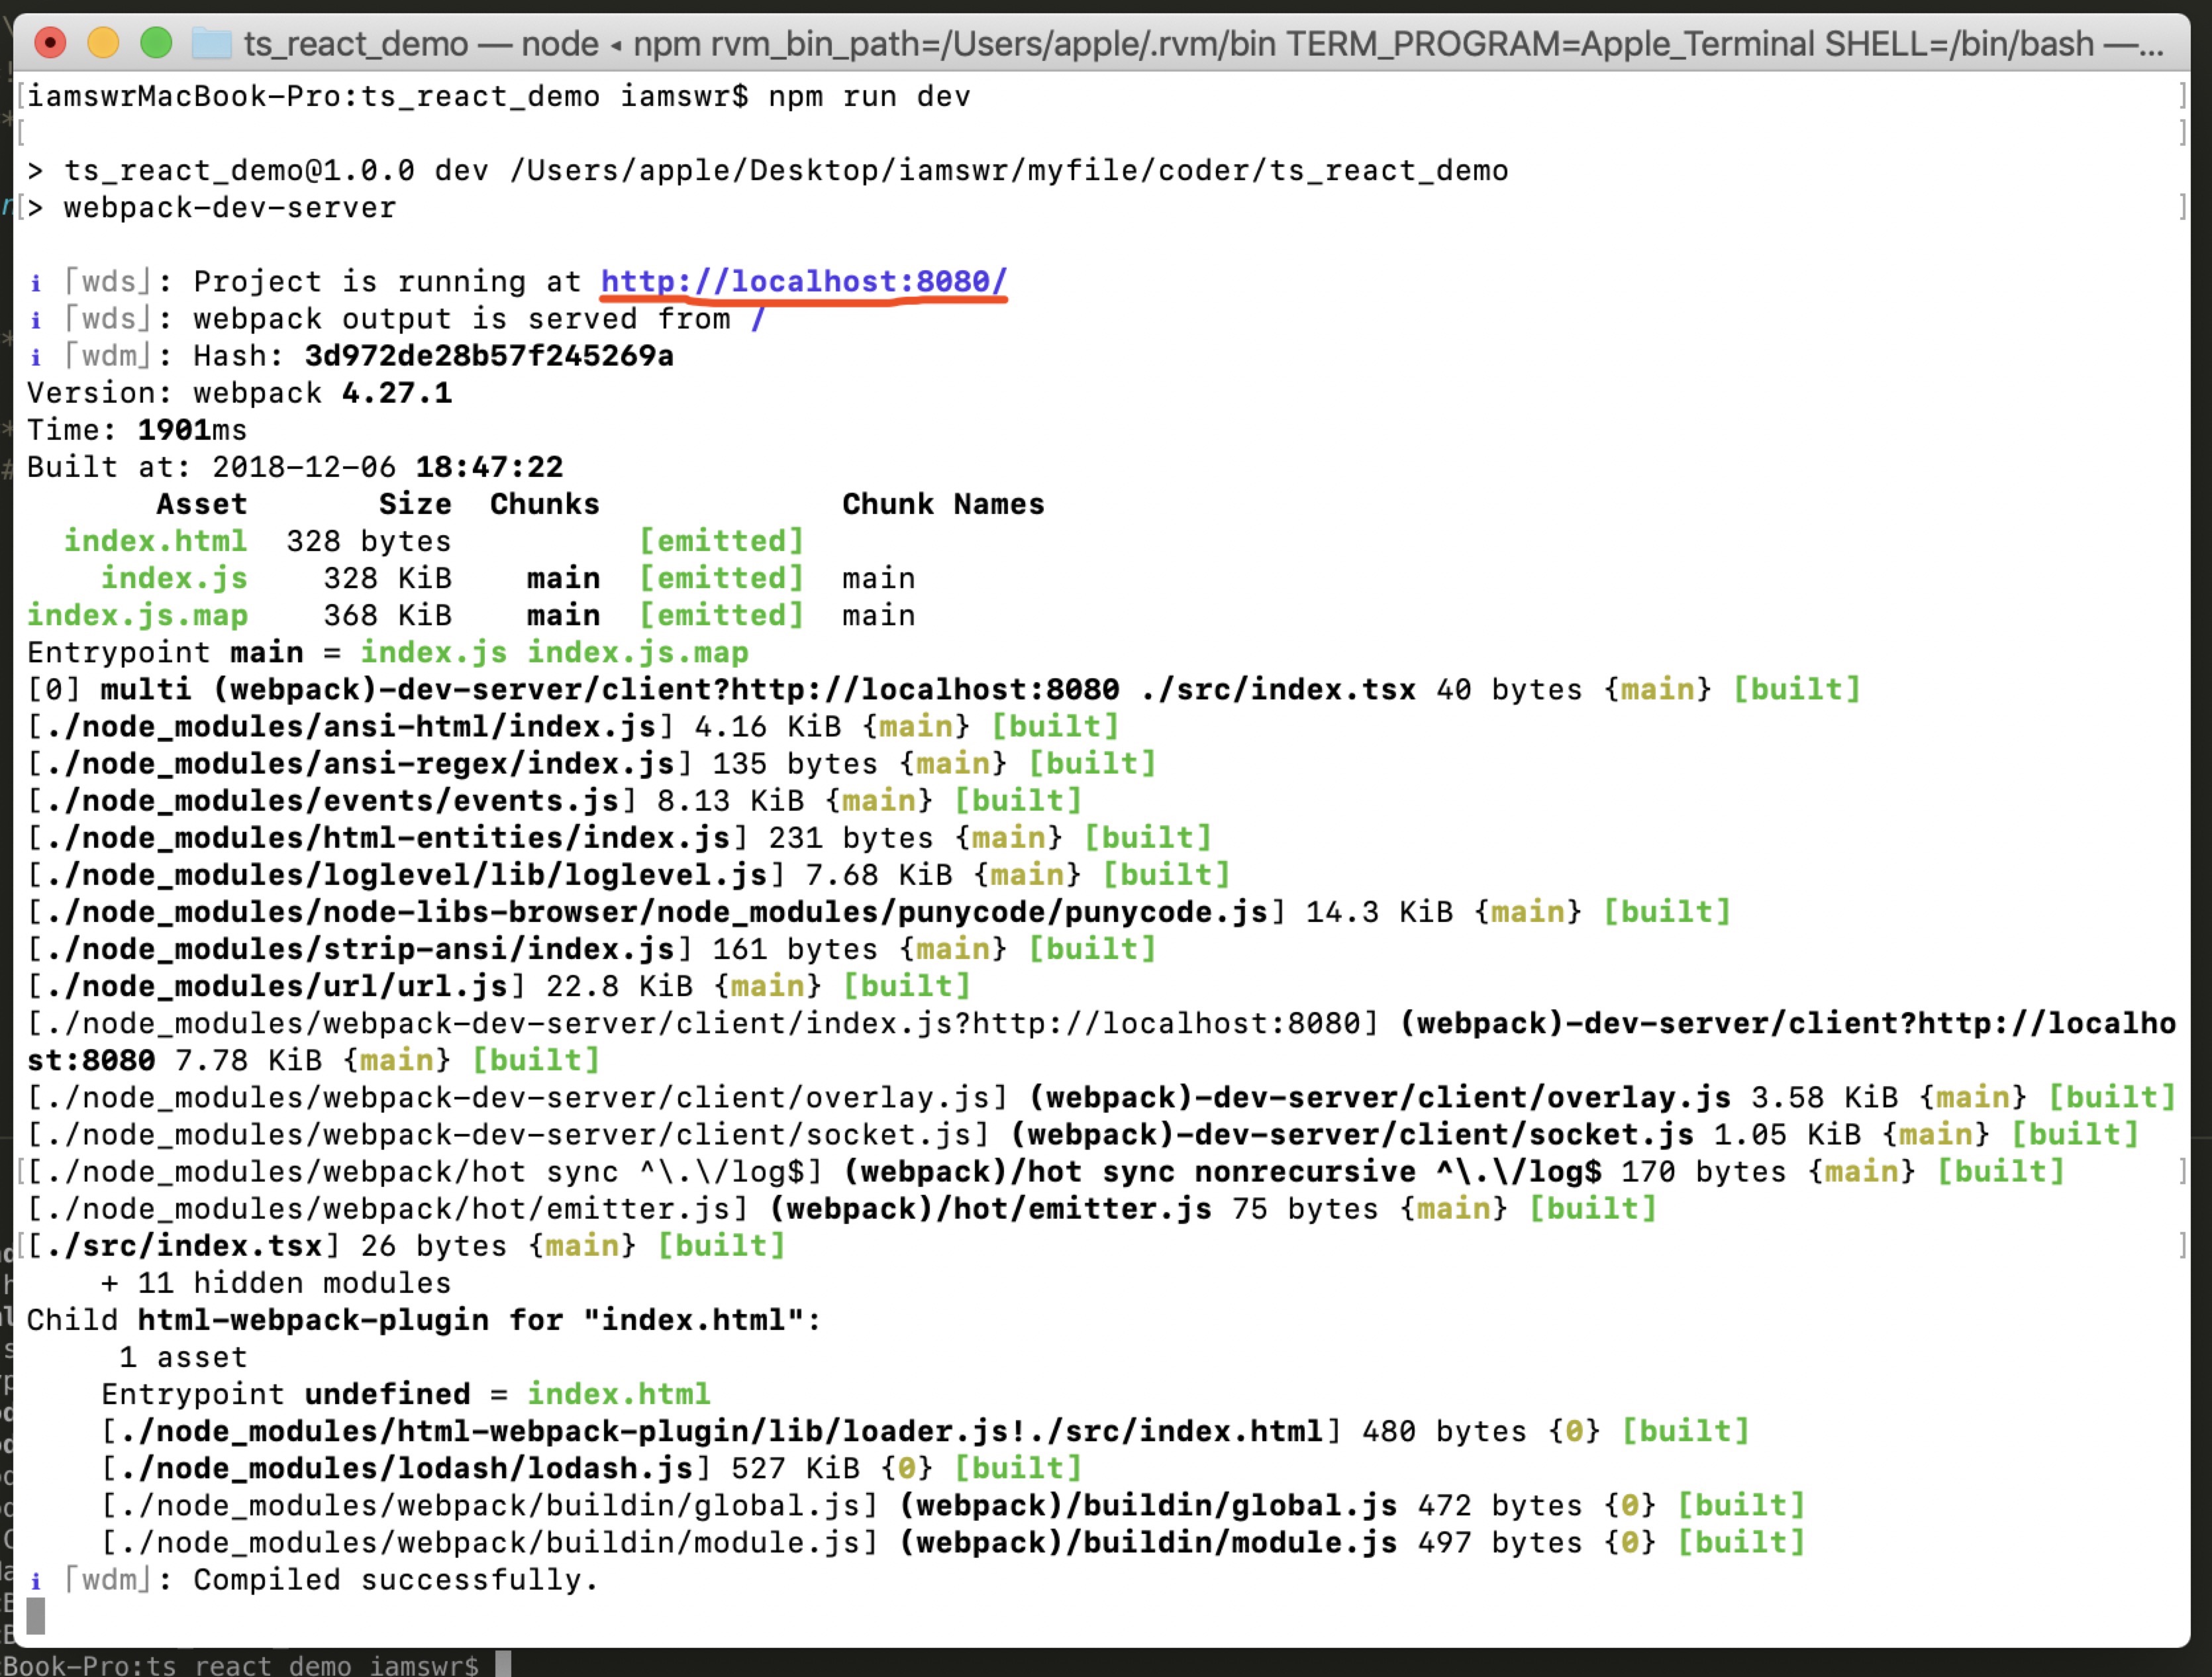 ts_react_demo — node ◂ npm rvm_bin_path=/Users/apple/.rvm/bin TERM_PROGRAM=Apple_Terminal SHELL=/bin/bash —...
[iamswrMacBook-Pro:ts_react_demo iamswr$ npm run dev ]
[ ]
> ts_react_demo@1.0.0 dev /Users/apple/Desktop/iamswr/myfile/coder/ts_react_demo
[> webpack-dev-server ]
ℹ ｢wds｣: Project is running at http://localhost:8080/
ℹ ｢wds｣: webpack output is served from /
ℹ ｢wdm｣: Hash: 3d972de28b57f245269a
Version: webpack 4.27.1
Time: 1901ms
Built at: 2018-12-06 18:47:22
Asset Size Chunks Chunk Names
index.html 328 bytes [emitted]
index.js 328 KiB main [emitted] main
index.js.map 368 KiB main [emitted] main
Entrypoint main = index.js index.js.map
[0] multi (webpack)-dev-server/client?http://localhost:8080 ./src/index.tsx 40 bytes {main} [built]
[./node_modules/ansi-html/index.js] 4.16 KiB {main} [built]
[./node_modules/ansi-regex/index.js] 135 bytes {main} [built]
[./node_modules/events/events.js] 8.13 KiB {main} [built]
[./node_modules/html-entities/index.js] 231 bytes {main} [built]
[./node_modules/loglevel/lib/loglevel.js] 7.68 KiB {main} [built]
[./node_modules/node-libs-browser/node_modules/punycode/punycode.js] 14.3 KiB {main} [built]
[./node_modules/strip-ansi/index.js] 161 bytes {main} [built]
[./node_modules/url/url.js] 22.8 KiB {main} [built]
[./node_modules/webpack-dev-server/client/index.js?http://localhost:8080] (webpack)-dev-server/client?http://localho
st:8080 7.78 KiB {main} [built]
[./node_modules/webpack-dev-server/client/overlay.js] (webpack)-dev-server/client/overlay.js 3.58 KiB {main} [built]
[./node_modules/webpack-dev-server/client/socket.js] (webpack)-dev-server/client/socket.js 1.05 KiB {main} [built]
[[./node_modules/webpack/hot sync ^\.\/log$] (webpack)/hot sync nonrecursive ^\.\/log$ 170 bytes {main} [built] ]
[./node_modules/webpack/hot/emitter.js] (webpack)/hot/emitter.js 75 bytes {main} [built]
[[./src/index.tsx] 26 bytes {main} [built] ]
+ 11 hidden modules
Child html-webpack-plugin for "index.html":
1 asset
Entrypoint undefined = index.html
[./node_modules/html-webpack-plugin/lib/loader.js!./src/index.html] 480 bytes {0} [built]
[./node_modules/lodash/lodash.js] 527 KiB {0} [built]
[./node_modules/webpack/buildin/global.js] (webpack)/buildin/global.js 472 bytes {0} [built]
[./node_modules/webpack/buildin/module.js] (webpack)/buildin/module.js 497 bytes {0} [built]
ℹ ｢wdm｣: Compiled successfully.
Book-Pro:ts_react_demo iamswr$